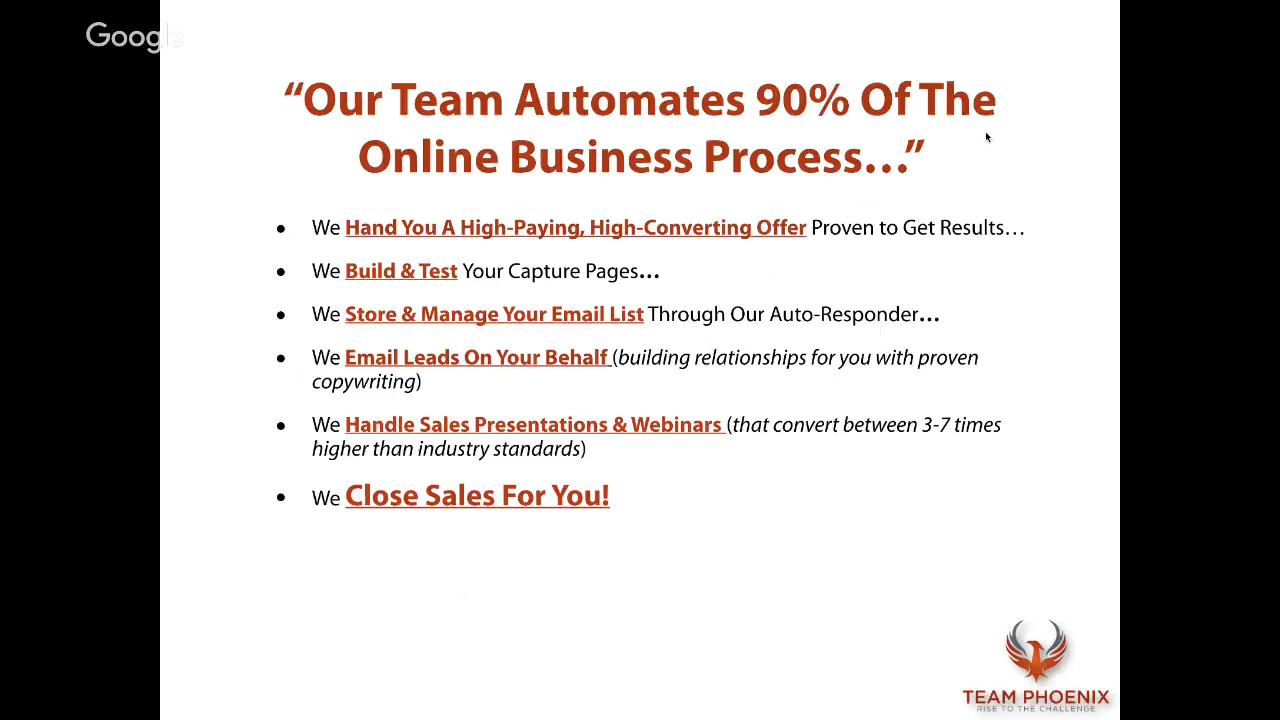 Google
“Our Team Automates 90% Of The
Online Business Process…”
• We Hand You A High-Paying, High-Converting Offer Proven to Get Results…
• We Build & Test Your Capture Pages…
• We Store & Manage Your Email List Through Our Auto-Responder…
• We Email Leads On Your Behalf (building relationships for you with proven
copywriting)
• We Handle Sales Presentations & Webinars (that convert between 3-7 times
higher than industry standards)
• We Close Sales For You!
TEAM PHOENIX
RISE TO THE CHALLENGE